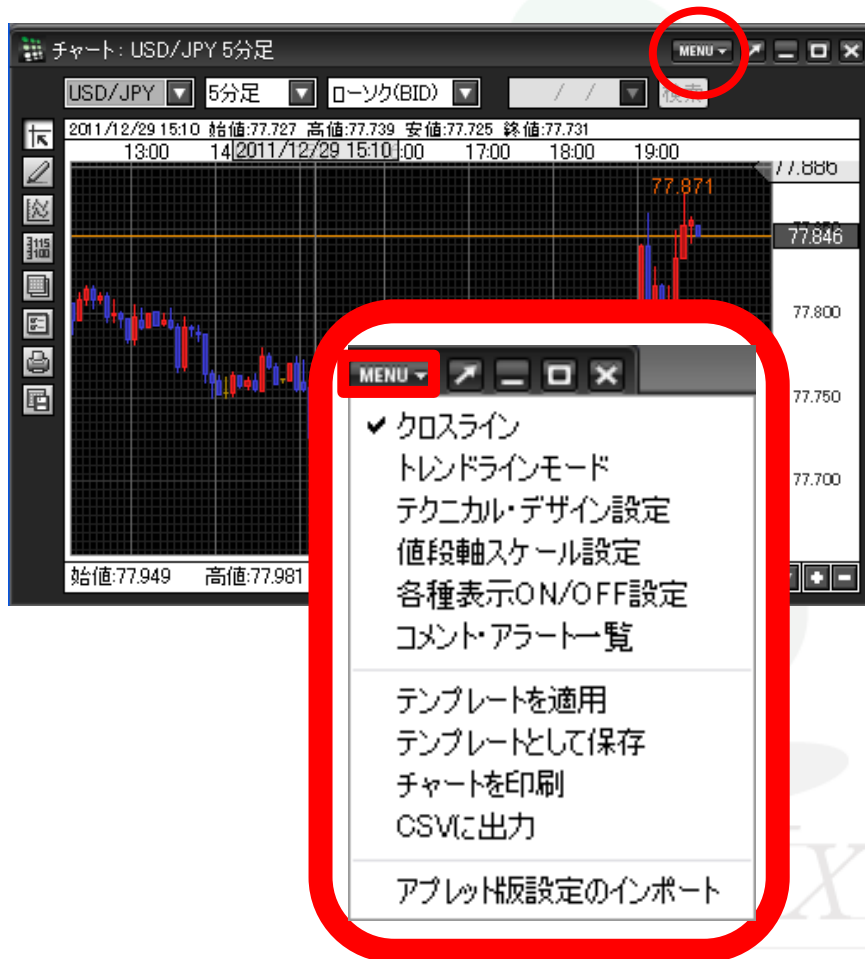 チャート: USD/JPY 5分足
MENU
USD/JPY 5分足 ローソク(BID) / / 検索
2011/12/29 15:10 始値:77.727 高値:77.739 安値:77.725 終値:77.731
13:00 14 2011/12/29 15:10 :00 17:00 18:00 19:00
77.886
77.871
77.846
77.800
77.750
77.700
115
100
始値:77.949 高値:77.981
MENU
クロスライン
トレンドラインモード
テクニカル・デザイン設定
値段軸スケール設定
各種表示ON/OFF設定
コメント・アラート一覧
テンプレートを適用
テンプレートとして保存
チャートを印刷
CSVに出力
アプレット版設定のインポート
X